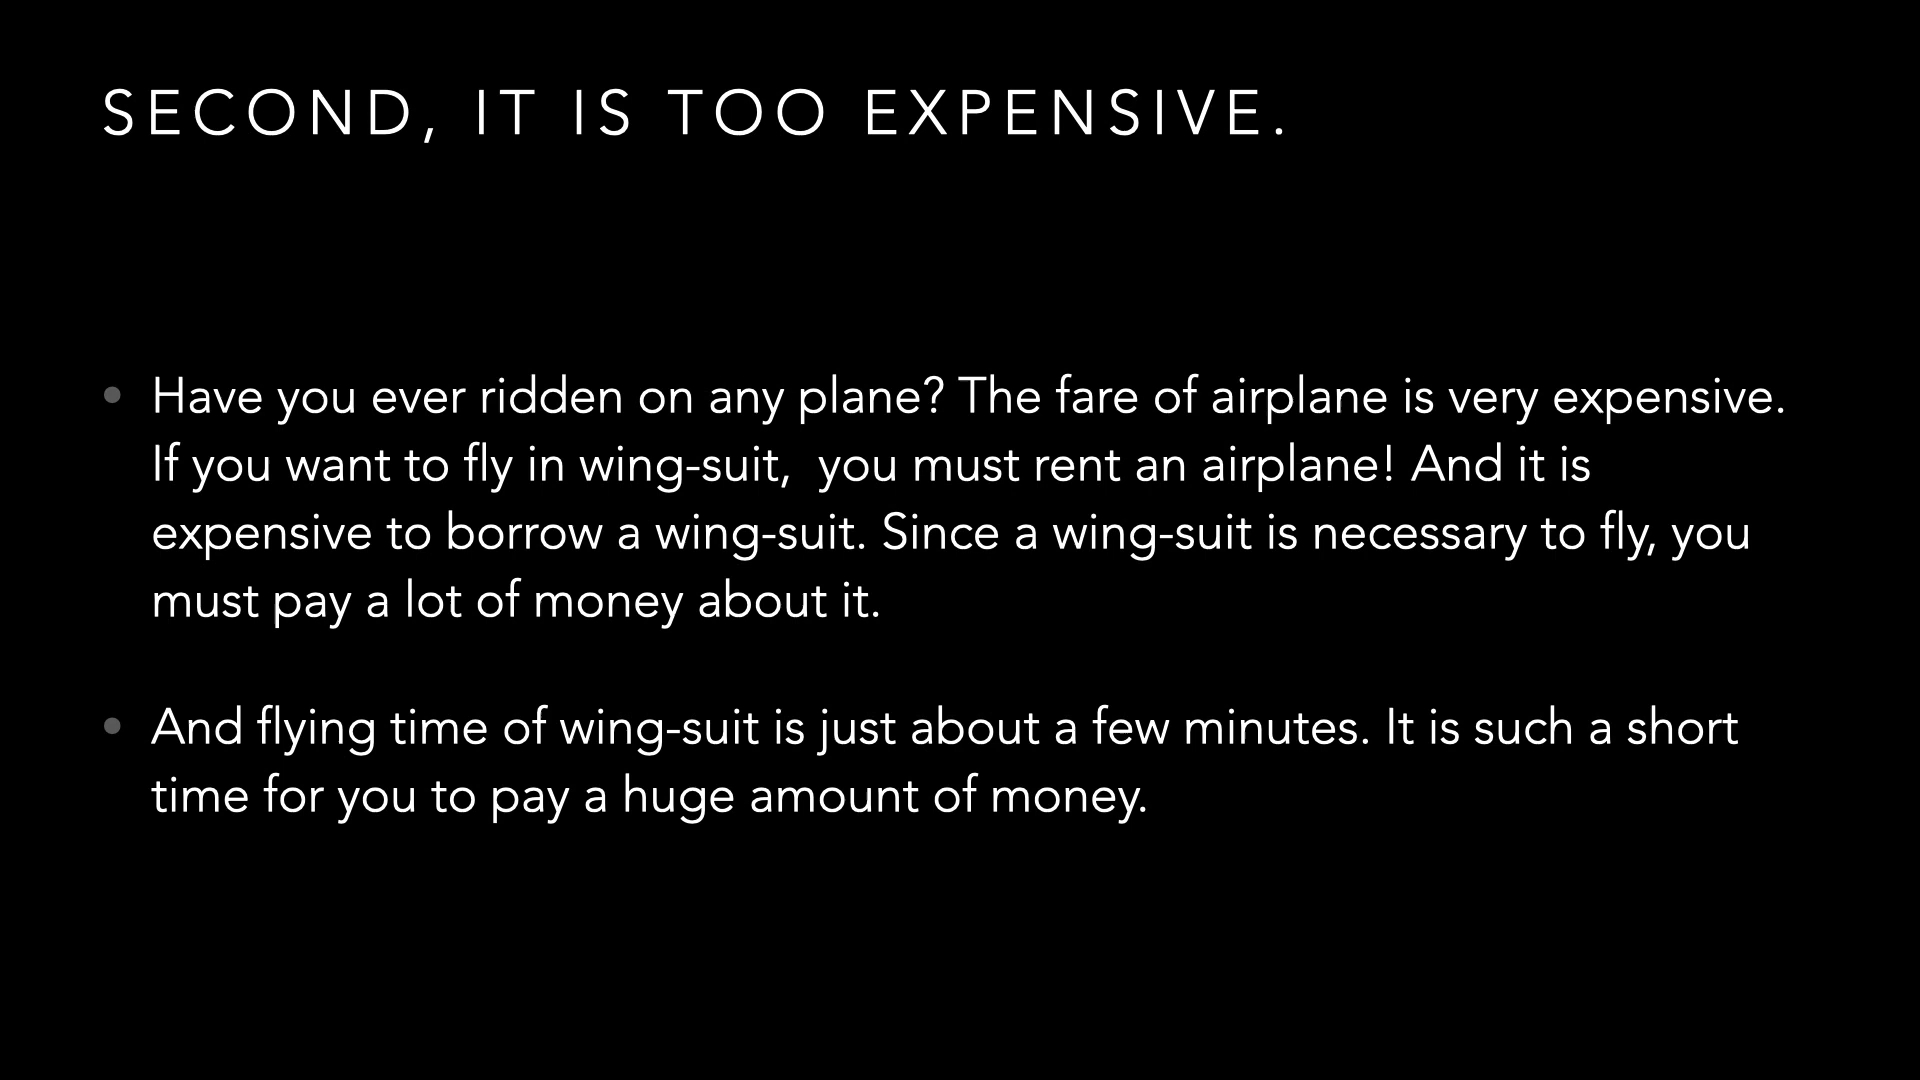 SECOND, IT IS TOO EXPENSIVE.
• Have you ever ridden on any plane? The fare of airplane is very expensive.
If you want to fly in wing-suit,  you must rent an airplane! And it is
expensive to borrow a wing-suit. Since a wing-suit is necessary to fly, you
must pay a lot of money about it.
• And flying time of wing-suit is just about a few minutes. It is such a short
time for you to pay a huge amount of money.